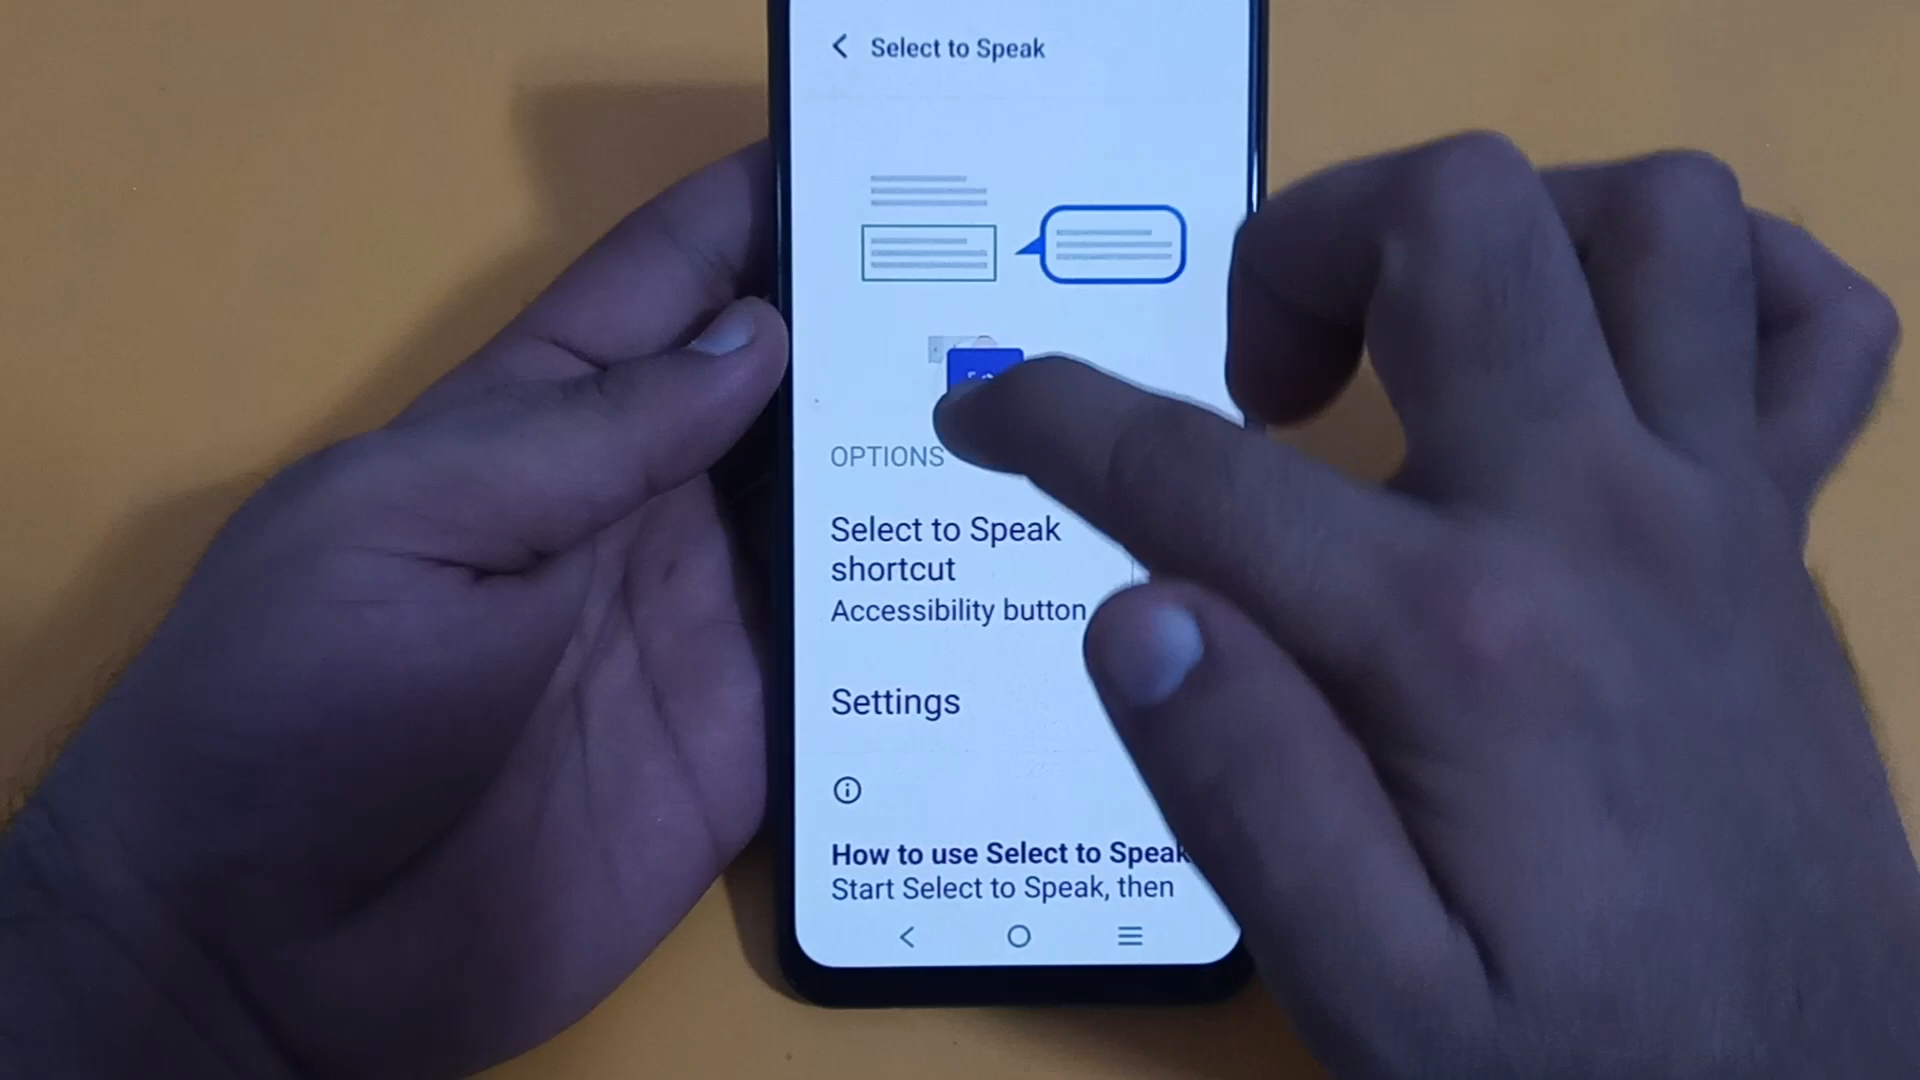 Select to Speak
OPTIONS
Select to Speak
shortcut
Accessibility button
Settings
How to use Select to Speak
Start Select to Speak, then